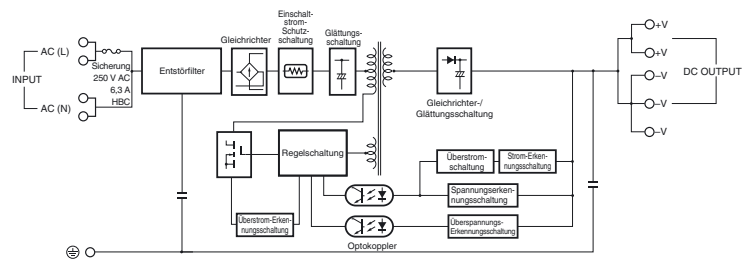 INPUT
AC (L)
AC (N)
Sicherung
250 V AC
6,3 A
HBC
Entstörfilter
Gleichrichter
Einschalt-
strom-
Schutz-
schaltung
Glättungs-
schaltung
Gleichrichter-/
Glättungsschaltung
+V
+V
–V
–V
–V
DC OUTPUT
Regelschaltung
Überstrom-
schaltung
Strom-Erken-
nungsschaltung
Spannungserken-
nungsschaltung
Überstrom-Erken-
nungsschaltung
Überspannungs-
Erkennungsschaltung
Optokoppler